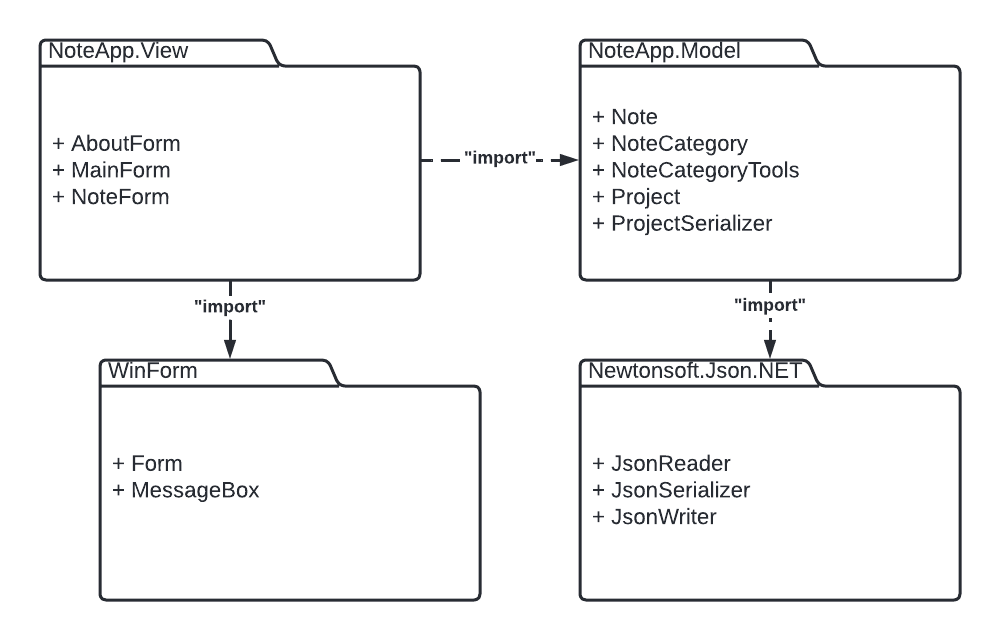 NoteApp.View
+ AboutForm
+ MainForm
+ NoteForm
"import"
NoteApp.Model
+ Note
+ NoteCategory
+ NoteCategoryTools
+ Project
+ ProjectSerializer
"import"
"import"
WinForm
+ Form
+ MessageBox
Newtonsoft.Json.NET
+ JsonReader
+ JsonSerializer
+ JsonWriter